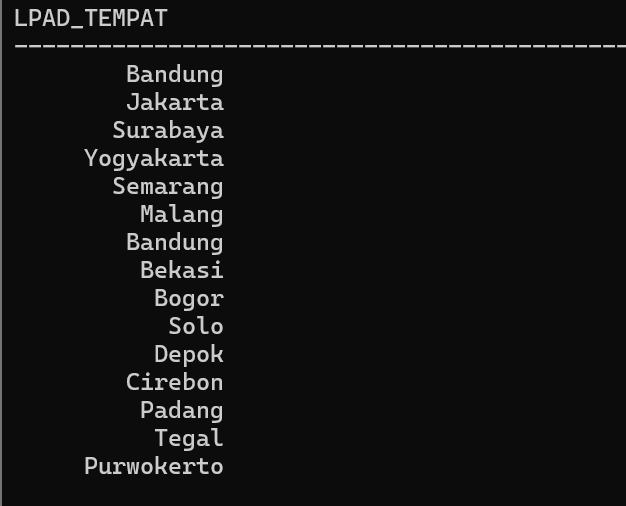 LPAD_TEMPAT
--------------------------------------------
        Bandung
        Jakarta
       Surabaya
     Yogyakarta
       Semarang
         Malang
        Bandung
         Bekasi
          Bogor
           Solo
          Depok
        Cirebon
         Padang
          Tegal
     Purwokerto